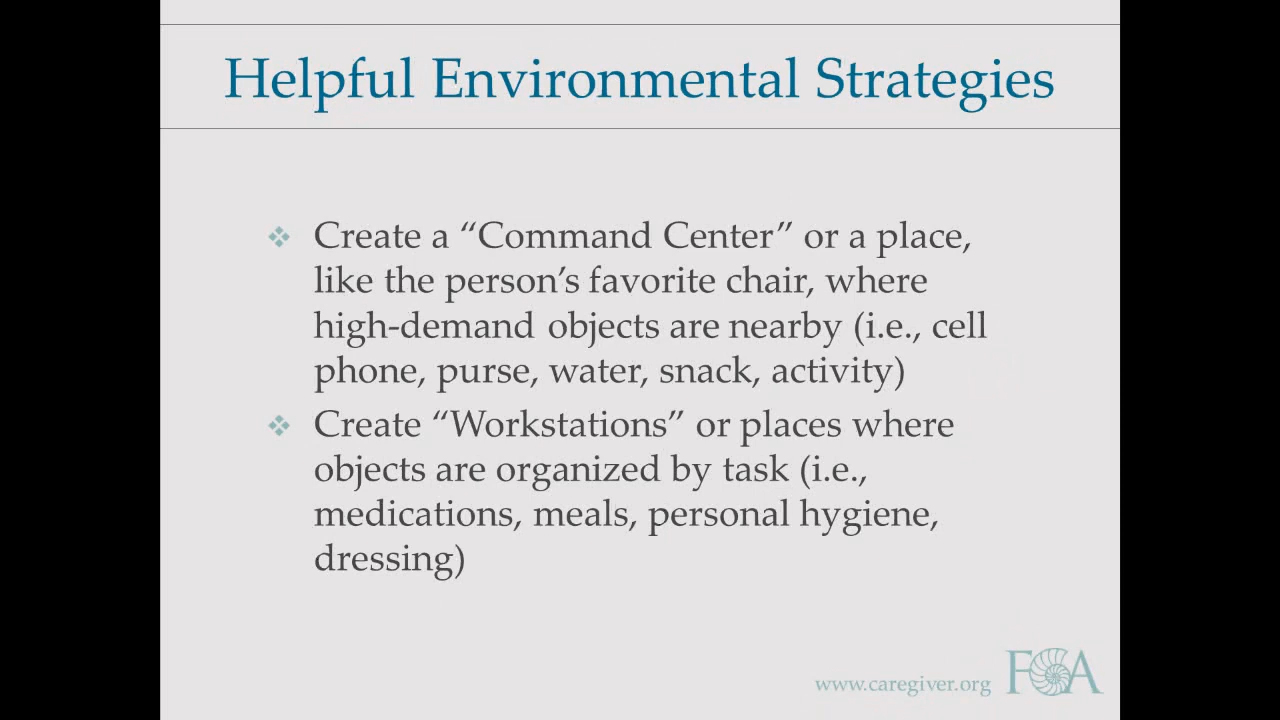 Helpful Environmental Strategies
Create a “Command Center” or a place,
like the person’s favorite chair, where
high-demand objects are nearby (i.e., cell
phone, purse, water, snack, activity)
Create “Workstations” or places where
objects are organized by task (i.e.,
medications, meals, personal hygiene,
dressing)
www.caregiver.org FCA